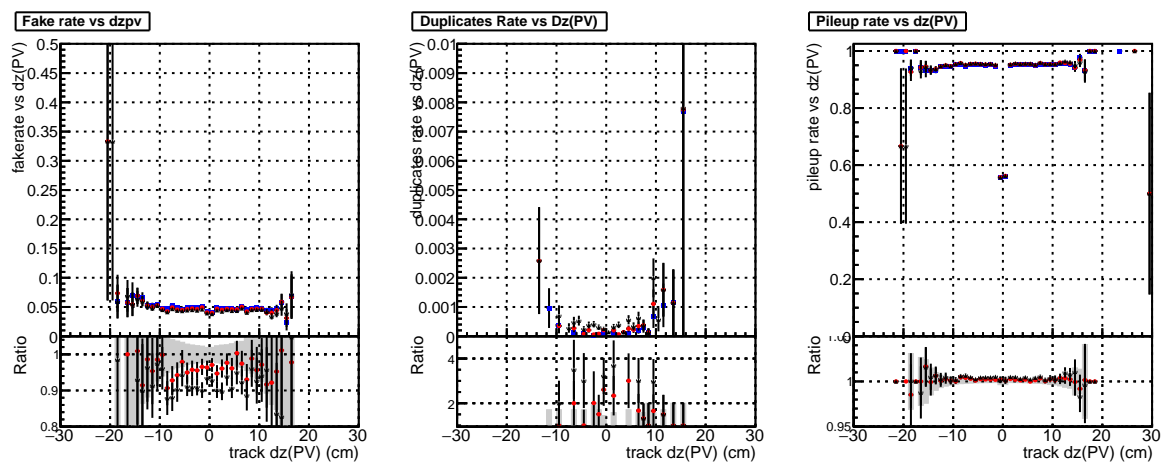 Fake rate vs dzpv
fakerate vs dz(PV)
0.5
0.45
0.4
0.35
0.3
0.25
0.2
0.15
0.1
0.05
0
Ratio
1
0.9
0.8
−30 −20 −10 0 10 20 30
track dz(PV) (cm)
Duplicates Rate vs Dz(PV)
duplicates rate vs dz(PV)
0.01
0.009
0.008
0.007
0.006
0.005
0.004
0.003
0.002
0.001
0
Ratio
4
2
−30 −20 −10 0 10 20 30
track dz(PV) (cm)
Pileup rate vs dz(PV)
pileup rate vs dz(PV)
1
0.8
0.6
0.4
0.2
0
Ratio
1
0.95
−30 −20 −10 0 10 20 30
track dz(PV) (cm)